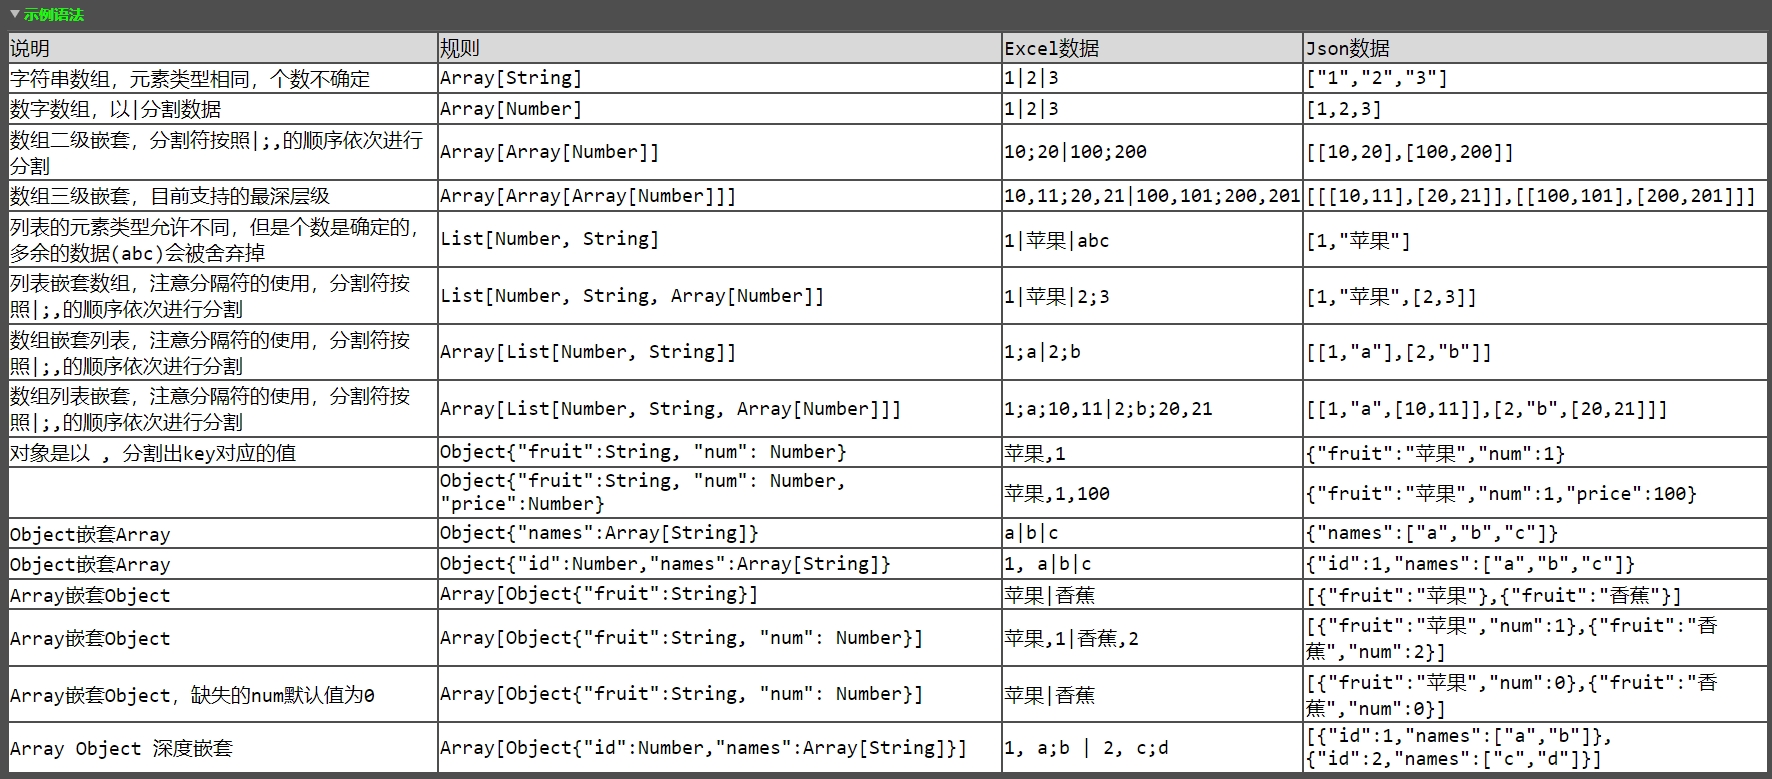 示例语法
说明 规则 Excel数据 Json数据
字符串数组，元素类型相同，个数不确定 Array[String] 1|2|3 ["1","2","3"]
数字数组，以|分割数据 Array[Number] 1|2|3 [1,2,3]
数组二级嵌套，分割符按照|;,的顺序依次进行
分割 Array[Array[Number]] 10;20|100;200 [[10,20],[100,200]]
数组三级嵌套，目前支持的最深层级 Array[Array[Array[Number]]] 10,11;20,21|100,101;200,201 [[[10,11],[20,21]],[[100,101],[200,201]]]
列表的元素类型允许不同，但是个数是确定的，
多余的数据(abc)会被舍弃掉 List[Number, String] 1|苹果|abc [1,"苹果"]
列表嵌套数组，注意分隔符的使用，分割符按
照|;,的顺序依次进行分割 List[Number, String, Array[Number]] 1|苹果|2;3 [1,"苹果",[2,3]]
数组嵌套列表，注意分隔符的使用，分割符按
照|;,的顺序依次进行分割 Array[List[Number, String]] 1;a|2;b [[1,"a"],[2,"b"]]
数组列表嵌套，注意分隔符的使用，分割符按
照|;,的顺序依次进行分割 Array[List[Number, String, Array[Number]]] 1;a;10,11|2;b;20,21 [[1,"a",[10,11]],[2,"b",[20,21]]]
对象是以 , 分割出key对应的值 Object{"fruit":String, "num": Number} 苹果,1 {"fruit":"苹果","num":1}
Object{"fruit":String, "num": Number,
"price":Number} 苹果,1,100 {"fruit":"苹果","num":1,"price":100}
Object嵌套Array Object{"names":Array[String]} a|b|c {"names":["a","b","c"]}
Object嵌套Array Object{"id":Number,"names":Array[String]} 1, a|b|c {"id":1,"names":["a","b","c"]}
Array嵌套Object Array[Object{"fruit":String}] 苹果|香蕉 [{"fruit":"苹果"},{"fruit":"香蕉"}]
Array嵌套Object Array[Object{"fruit":String, "num": Number}] 苹果,1|香蕉,2 [{"fruit":"苹果","num":1},{"fruit":"香
蕉","num":2}]
Array嵌套Object，缺失的num默认值为0 Array[Object{"fruit":String, "num": Number}] 苹果|香蕉 [{"fruit":"苹果","num":0},{"fruit":"香
蕉","num":0}]
Array Object 深度嵌套 Array[Object{"id":Number,"names":Array[String]}] 1, a;b | 2, c;d [{"id":1,"names":["a","b"]},
{"id":2,"names":["c","d"]}]